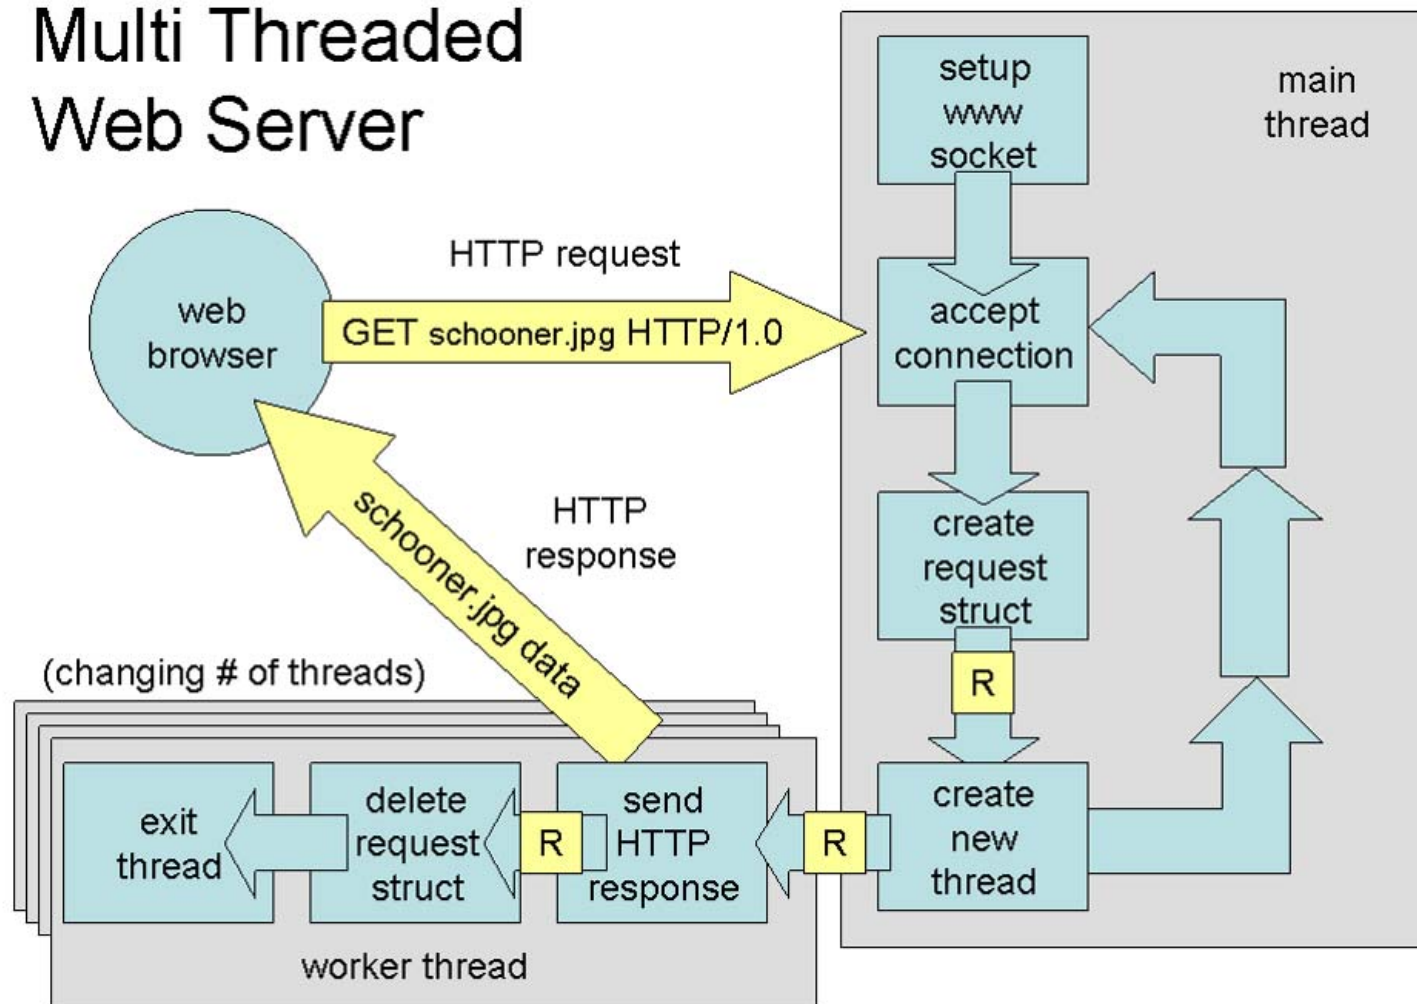 Multi Threaded
Web Server
setup
www
socket
main
thread
HTTP request
web
browser
GET schooner.jpg HTTP/1.0
accept
connection
HTTP
response
schooner.jpg data
create
request
struct
R
(changing # of threads)
exit
thread
delete
request
struct
R
send
HTTP
response
R
create
new
thread
worker thread